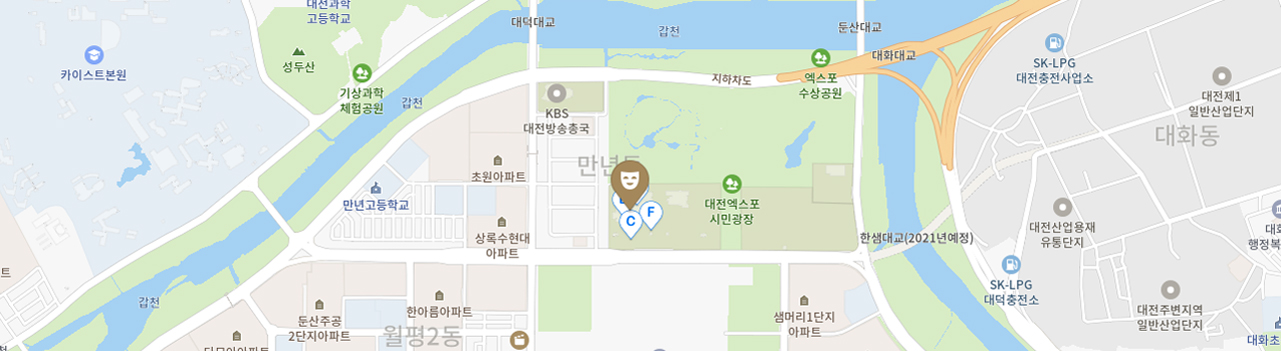 대전과학
고등학교
대덕대교
갑천
둔산대교
대화대교
카이스트본원
성두산
기상과학
체험공원
갑천
지하차도
엑스포
수상공원
SK-LPG
대전충전사업소
대전제1
일반산업단지
대화동
KBS
대전방송총국
만년동
초원아파트
만년고등학교
대전엑스포
시민광장
F
C
상록수현대
아파트
한샘대교(2021년예정)
대전산업용재
유통단지
행정복
SK-LPG
대덕충전소
갑천
둔산주공
2단지아파트
한아름아파트
월평2동
샘머리1단지
아파트
대전주변지역
일반산업단지
대화초